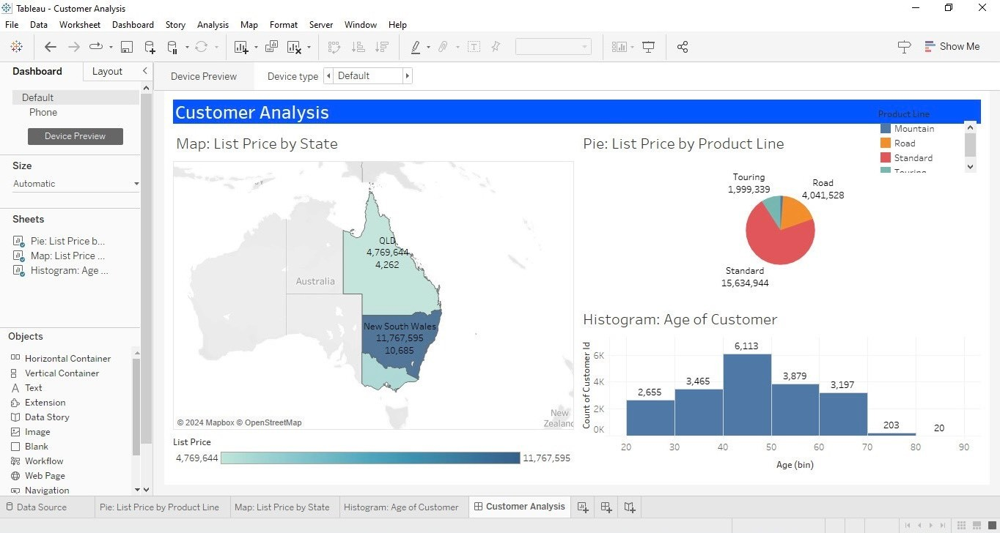 Tableau - Customer Analysis
File Data Worksheet Dashboard Story Analysis Map Format Server Window Help
Show Me
Dashboard Layout
Device Preview Device type Default
Default
Phone
Device Preview
Size
Automatic
Sheets
Pie: List Price b...
Map: List Price ...
Histogram: Age ...
Objects
Horizontal Container
Vertical Container
Text
Extension
Data Story
Image
Blank
Workflow
Web Page
Navigation
Customer Analysis
Map: List Price by State
QLD
4,769,644
4,262
Australia
New South Wales
11,767,595
10,685
New
Zealand
© 2024 Mapbox © OpenStreetMap
List Price
4,769,644 11,767,595
Pie: List Price by Product Line
Product Line
Mountain
Road
Standard
Touring
Touring
1,999,339
Road
4,041,528
Standard
15,634,944
Histogram: Age of Customer
Count of Customer Id
6K
4K
2K
0K
2,655
3,465
6,113
3,879
3,197
203
20
20 30 40 50 60 70 80 90
Age (bin)
Data Source Pie: List Price by Product Line Map: List Price by State Histogram: Age of Customer Customer Analysis